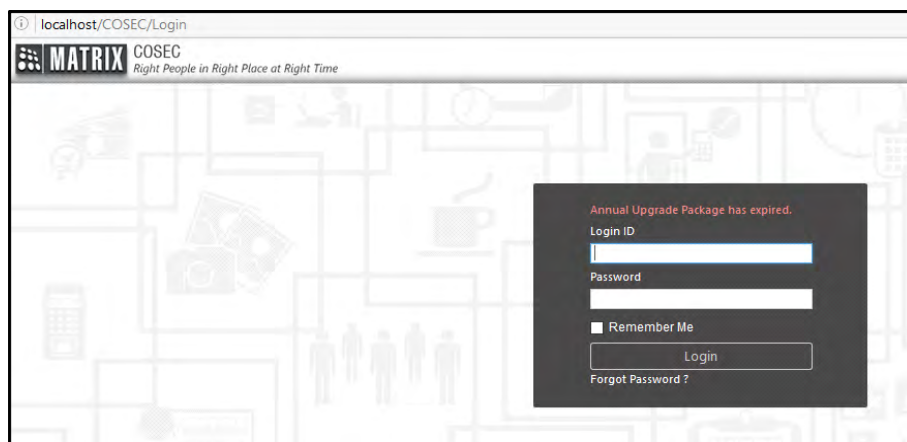 localhost/COSEC/Login
MATRIX
COSEC
Right People in Right Place at Right Time
Annual Upgrade Package has expired.
Login ID
Password
Remember Me
Login
Forgot Password ?